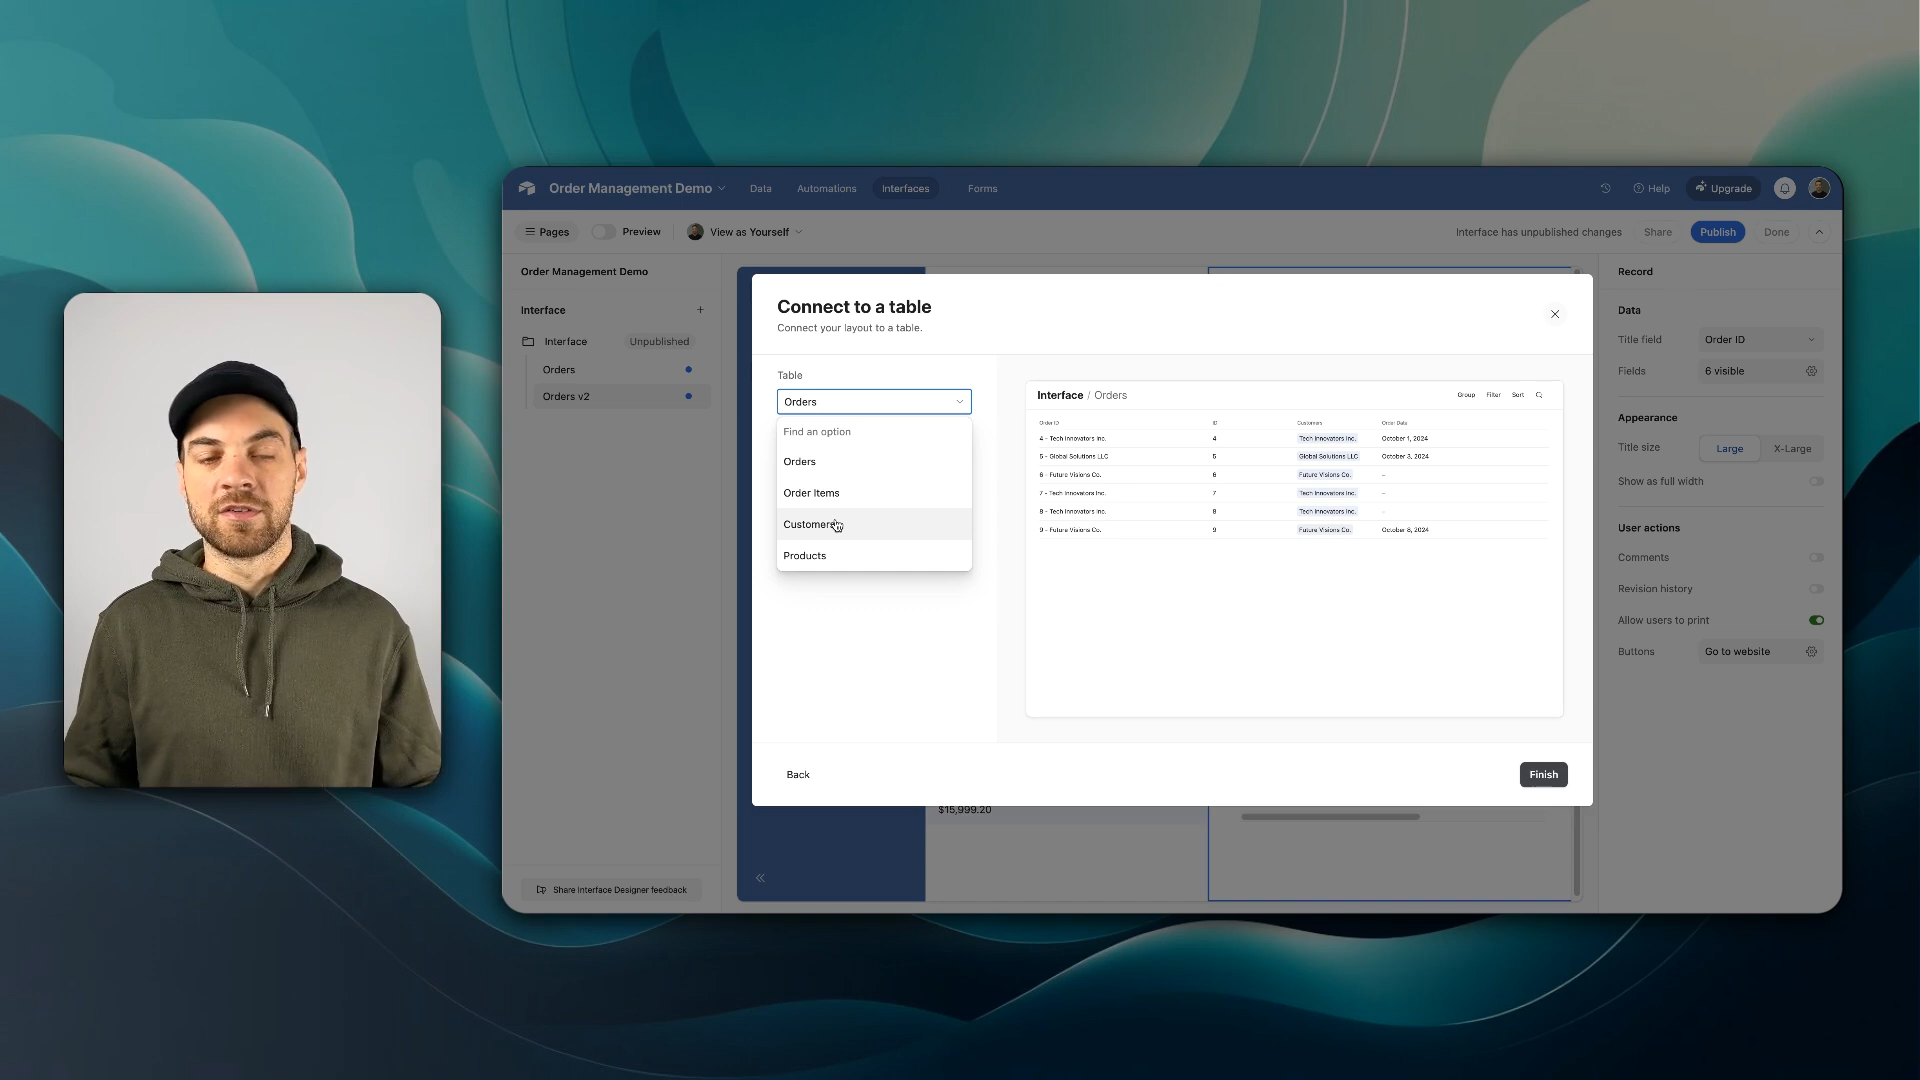 Order Management Demo
Data
Automations
Interfaces
Forms
Help
Upgrade
Pages
Preview
View as Yourself
Interface has unpublished changes
Share
Publish
Done
Order Management Demo
Interface
Interface
Unpublished
Orders
Orders v2
Share Interface Designer feedback
Connect to a table
Connect your layout to a table.
Table
Orders
Find an option
Orders
Order Items
Customers
Products
Interface / Orders
Group
Filter
Sort
Order ID
ID
Customers
Order Date
4 - Tech Innovators Inc.
4
Tech Innovators Inc.
October 1, 2024
5 - Global Solutions LLC
5
Global Solutions LLC
October 3, 2024
6 - Future Visions Co.
6
Future Visions Co.
–
7 - Tech Innovators Inc.
7
Tech Innovators Inc.
–
8 - Tech Innovators Inc.
8
Tech Innovators Inc.
–
9 - Future Visions Co.
9
Future Visions Co.
October 8, 2024
Back
Finish
$15,999.20
Record
Data
Title field
Order ID
Fields
6 visible
Appearance
Title size
Large
X-Large
Show as full width
User actions
Comments
Revision history
Allow users to print
Buttons
Go to website